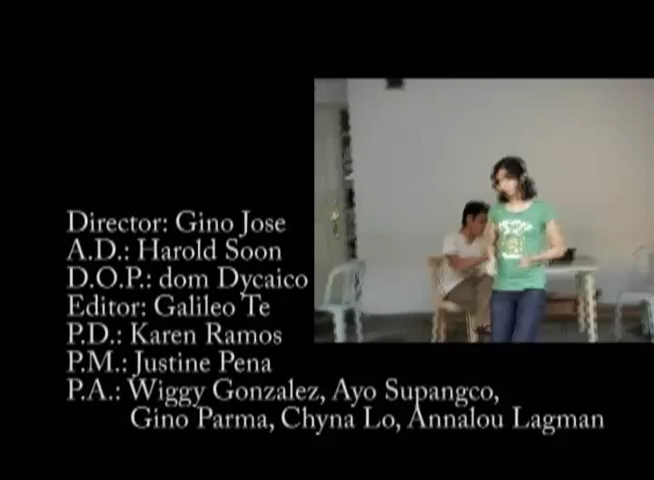 Director: Gino Jose
A.D.: Harold Soon
D.O.P.: dom Dycaico
Editor: Galileo Te
P.D.: Karen Ramos
P.M.: Justine Pena
P.A.: Wiggy Gonzalez, Ayo Supangco,
Gino Parma, Chyna Lo, Annalou Lagman